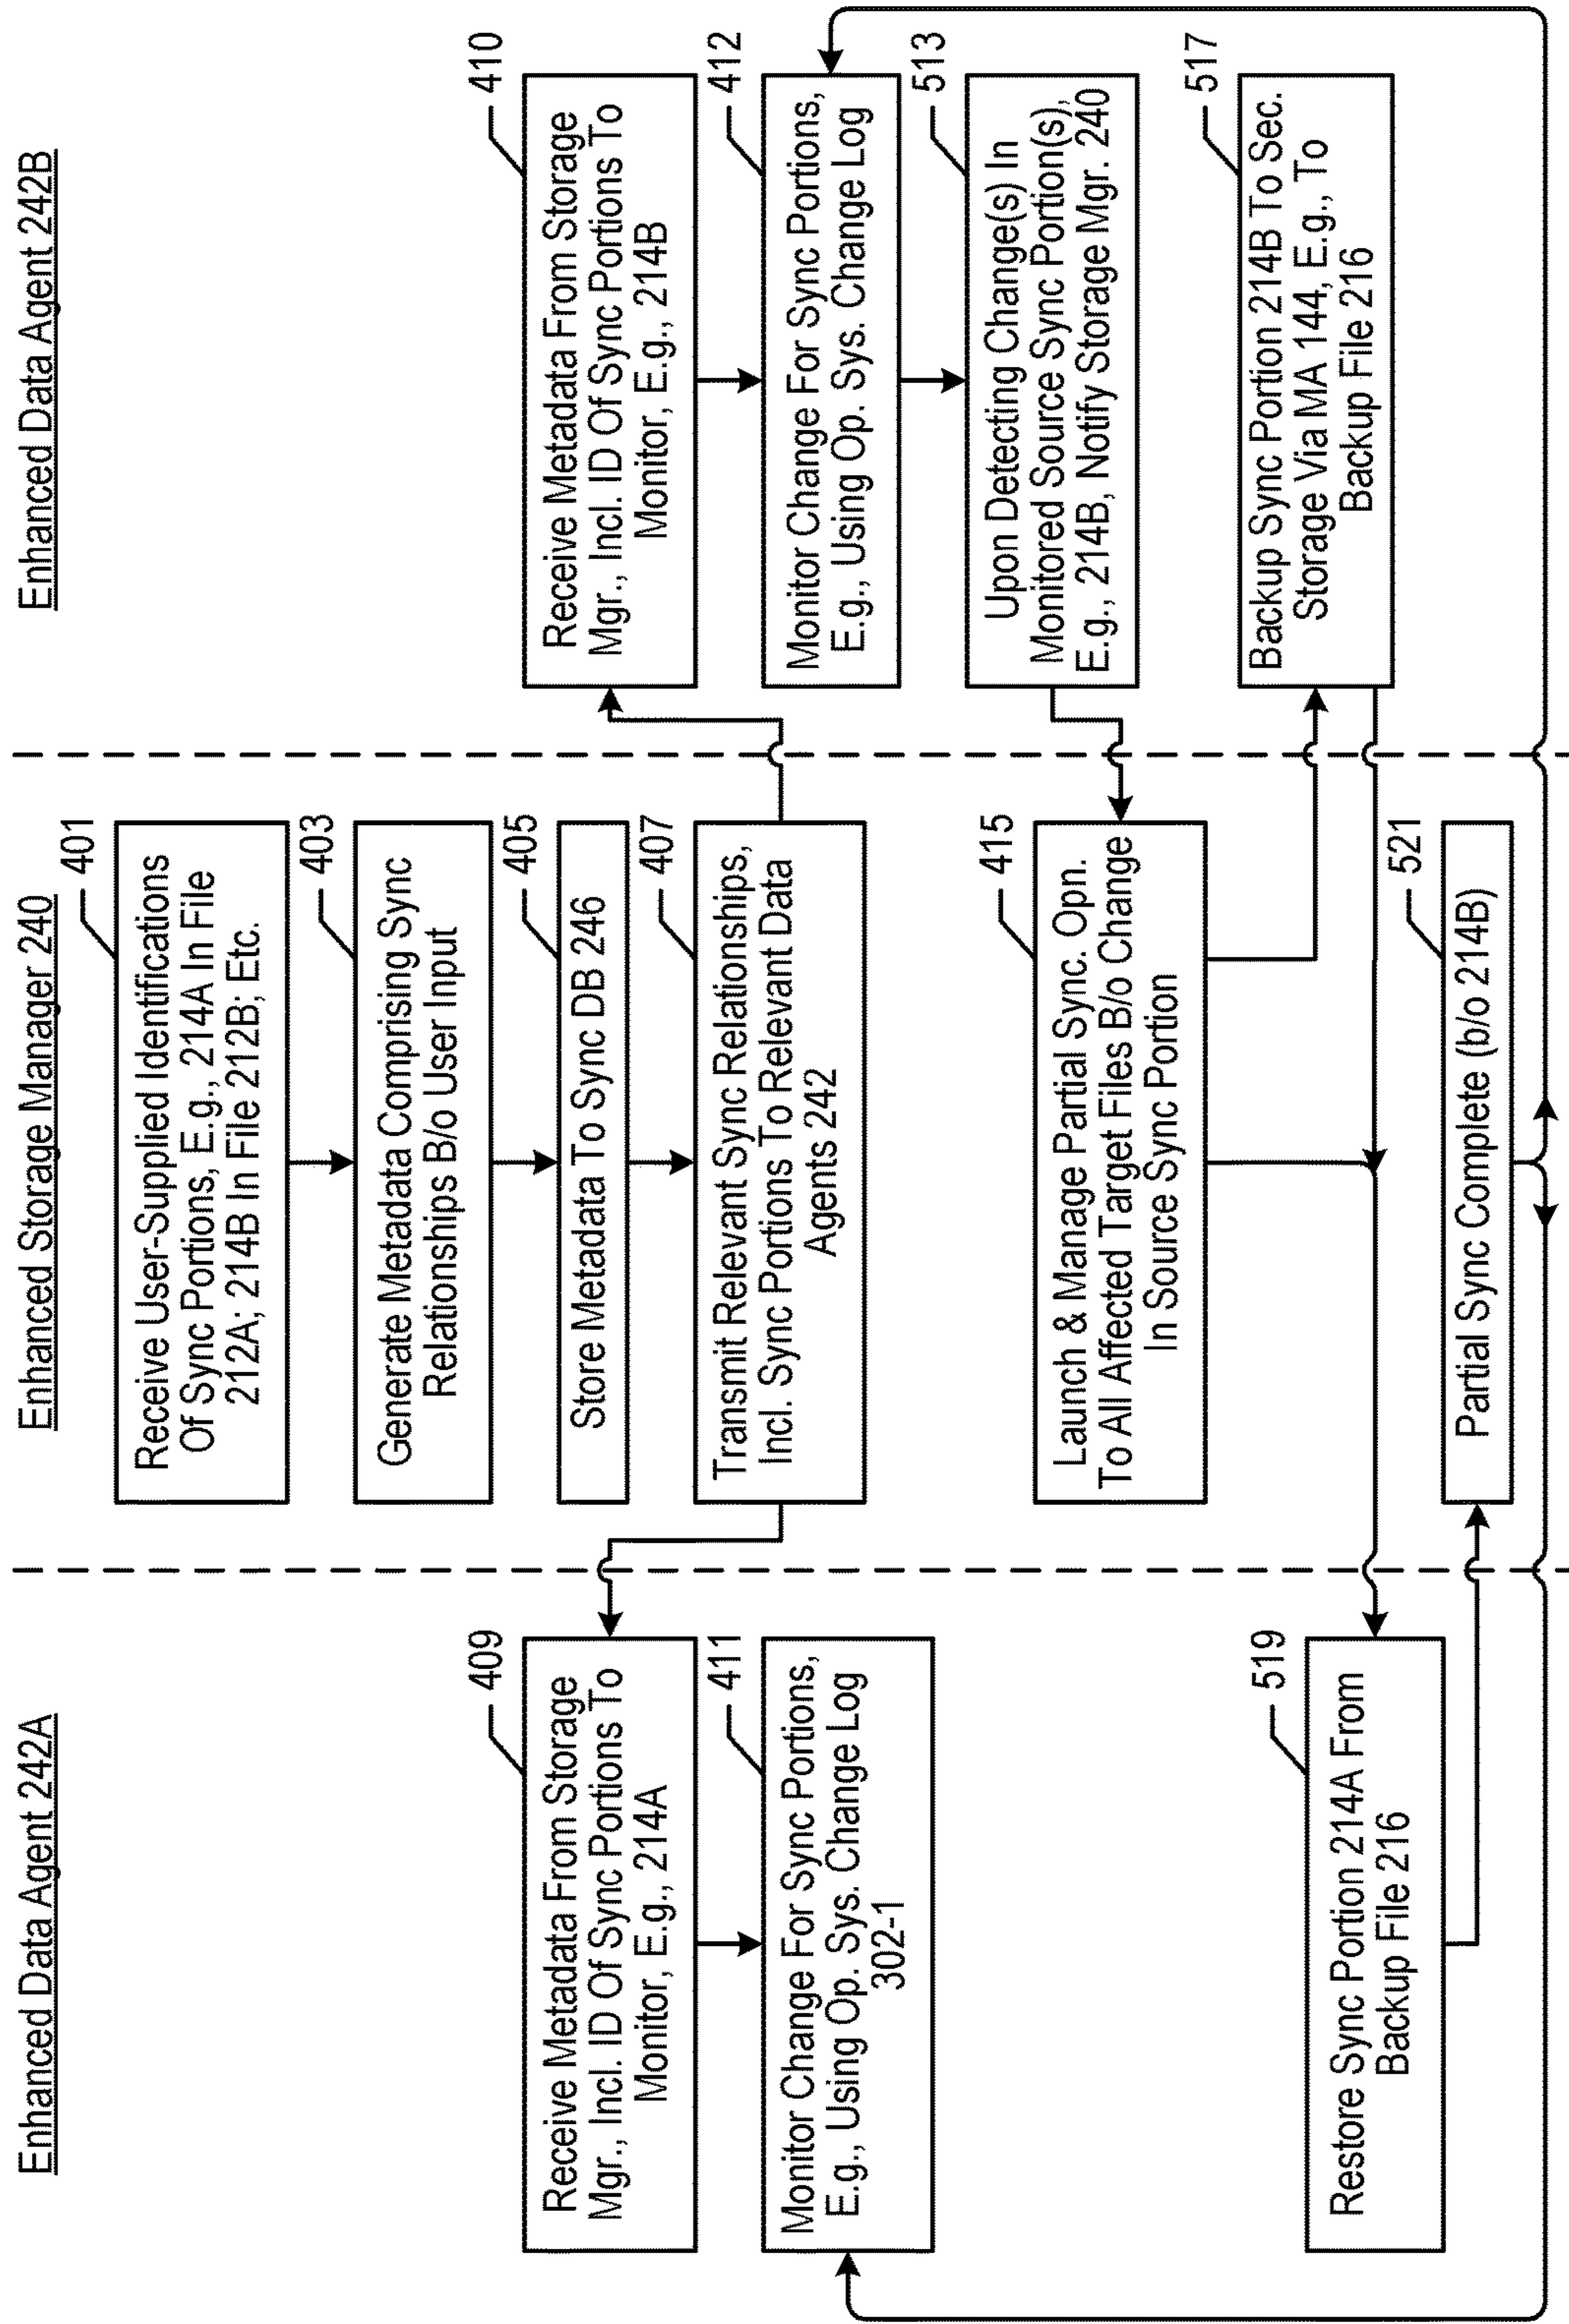 Enhanced Data Agent 242A
Enhanced Storage Manager 240
Enhanced Data Agent 242B
401
Receive User-Supplied Identifications
Of Sync Portions, E.g., 214A In File
212A; 214B In File 212B; Etc.
403
Generate Metadata Comprising Sync
Relationships B/o User Input
405
Store Metadata To Sync DB 246
407
Transmit Relevant Sync Relationships,
Incl. Sync Portions To Relevant Data
Agents 242
409
Receive Metadata From Storage
Mgr., Incl. ID Of Sync Portions To
Monitor, E.g., 214A
410
Receive Metadata From Storage
Mgr., Incl. ID Of Sync Portions To
Monitor, E.g., 214B
411
Monitor Change For Sync Portions,
E.g., Using Op. Sys. Change Log
302-1
412
Monitor Change For Sync Portions,
E.g., Using Op. Sys. Change Log
513
Upon Detecting Change(s) In
Monitored Source Sync Portion(s),
E.g., 214B, Notify Storage Mgr. 240
415
Launch & Manage Partial Sync. Opn.
To All Affected Target Files B/o Change
In Source Sync Portion
517
Backup Sync Portion 214B To Sec.
Storage Via MA 144, E.g., To
Backup File 216
519
Restore Sync Portion 214A From
Backup File 216
521
Partial Sync Complete (b/o 214B)